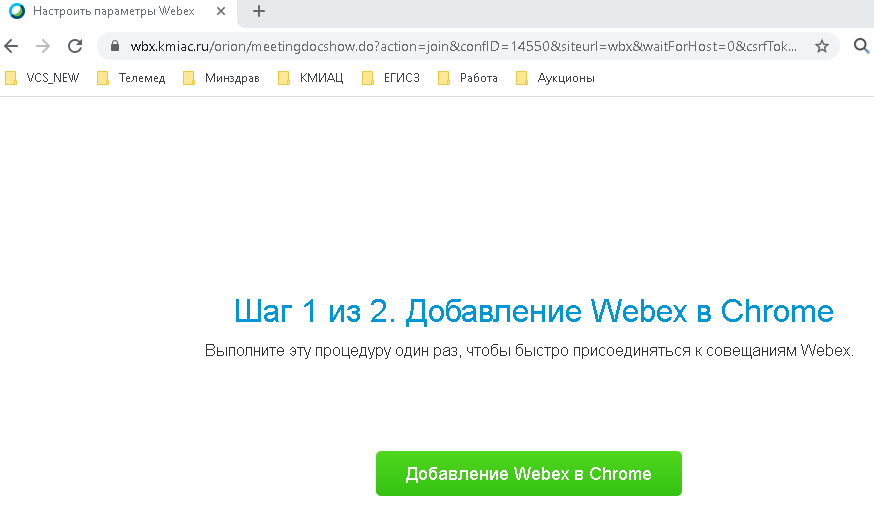 Настроить параметры Webex
wbx.kmiac.ru/orion/meetingdocshow.do?action=join&confID=14550&siteurl=wbx&waitForHost=0&csrfTok...
VCS_NEW Телемед Минздрав КМИАЦ ЕГИСЗ Работа Аукционы
Шаг 1 из 2. Добавление Webex в Chrome
Выполните эту процедуру один раз, чтобы быстро присоединяться к совещаниям Webex.
Добавление Webex в Chrome